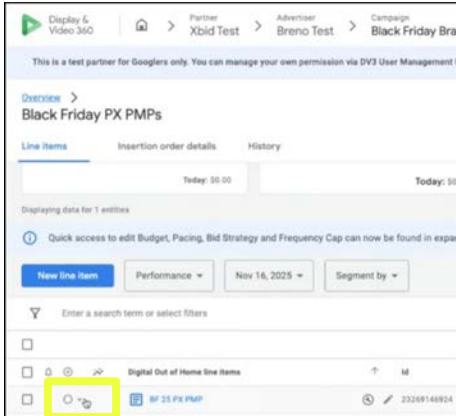 Display & Video 360
Partner
Xbid Test
Advertiser
Breno Test
Campaign
Black Friday Bra
This is a test partner for Googlers only. You can manage your own permission via DV3 User Management
Overview
Black Friday PX PMPs
Line items
Insertion order details
History
Today: $0.00
Today: $0
Displaying data for 1 entities
Quick access to edit Budget, Pacing, Bid Strategy and Frequency Cap can now be found in expa
New line item
Performance
Nov 16, 2025
Segment by
Enter a search term or select filters
Digital Out of Home line items
Id
BF 25 PX PMP
23269146924